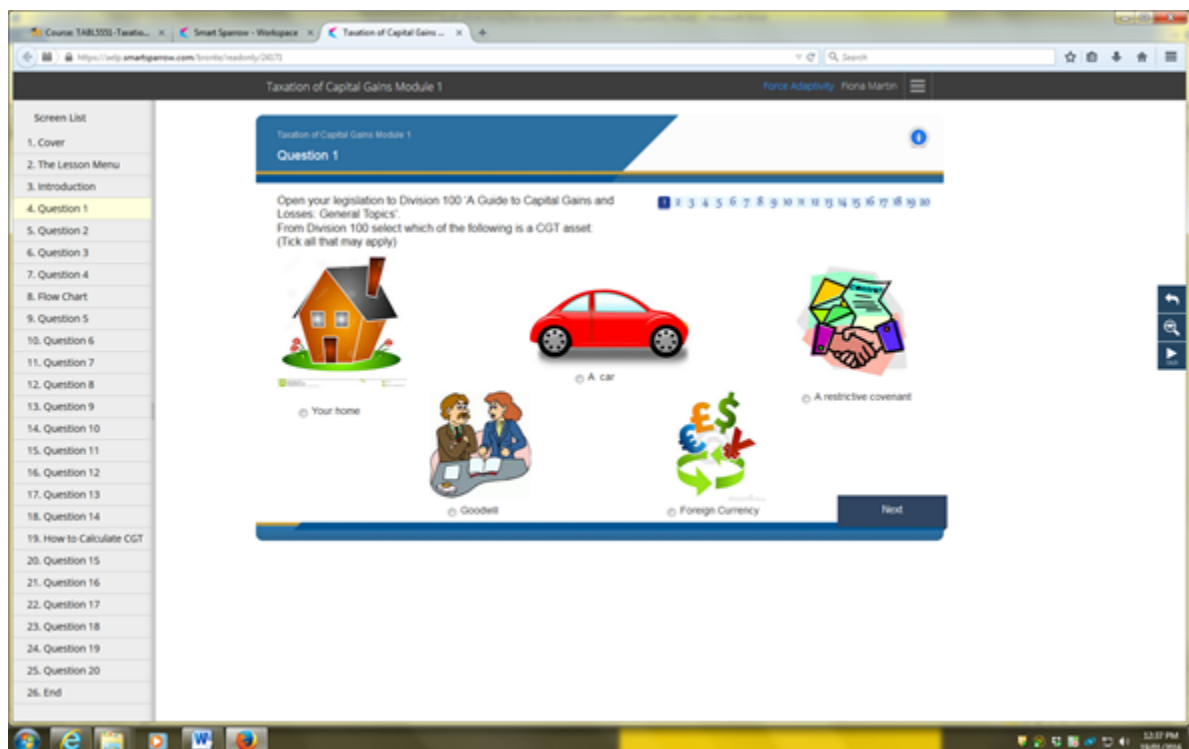 Course: TABL5551-Taxatio...
Smart Sparrow - Workspace
Taxation of Capital Gains ...
Search
Taxation of Capital Gains Module 1
Force Adaptivity Fiona Martin
Screen List
1. Cover
2. The Lesson Menu
3. Introduction
4. Question 1
5. Question 2
6. Question 3
7. Question 4
8. Flow Chart
9. Question 5
10. Question 6
11. Question 7
12. Question 8
13. Question 9
14. Question 10
15. Question 11
16. Question 12
17. Question 13
18. Question 14
19. How to Calculate CGT
20. Question 15
21. Question 16
22. Question 17
23. Question 18
24. Question 19
25. Question 20
26. End
Taxation of Capital Gains Module 1
Question 1
Open your legislation to Division 100 'A Guide to Capital Gains and
Losses: General Topics'.
From Division 100 select which of the following is a CGT asset:
(Tick all that may apply)
1 2 3 4 5 6 7 8 9 10 11 12 13 14 15 16 17 18 19 20
Your home
A car
A restrictive covenant
Goodwill
Foreign Currency
Next
12:37 PM